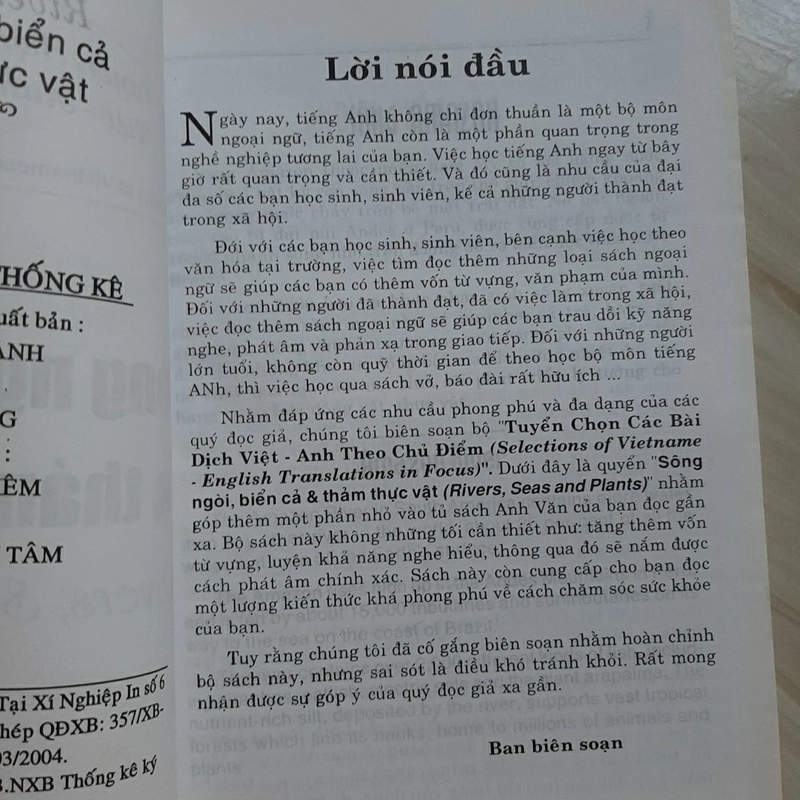 biển cả
ực vật
THỐNG KÊ
uất bản :
ANH
G
:
ÊM
TÂM
Tại Xí Nghiệp In số 6
hép QĐXB: 357/XB-
03/2004.
3.NXB Thống kê ký
Lời nói đầu
Ngày nay, tiếng Anh không chỉ đơn thuần là một bộ môn
ngoại ngữ, tiếng Anh còn là một phần quan trọng trong
nghề nghiệp tương lai của bạn. Việc học tiếng Anh ngay từ bây
giờ rất quan trọng và cần thiết. Và đó cũng là nhu cầu của đại
đa số các bạn học sinh, sinh viên, kể cả những người thành đạt
trong xã hội.
Đối với các bạn học sinh, sinh viên, bên cạnh việc học theo
văn hóa tại trường, việc tìm đọc thêm những loại sách ngoại
ngữ sẽ giúp các bạn có thêm vốn từ vựng, văn phạm của mình.
Đối với những người đã thành đạt, đã có việc làm trong xã hội,
việc đọc thêm sách ngoại ngữ sẽ giúp các bạn trau dồi kỹ năng
nghe, phát âm và phản xạ trong giao tiếp. Đối với những người
lớn tuổi, không còn quỹ thời gian để theo học bộ môn tiếng
ANh, thì việc học qua sách vở, báo đài rất hữu ích ...
Nhằm đáp ứng các nhu cầu phong phú và đa dạng của các
quý đọc giả, chúng tôi biên soạn bộ "Tuyển Chọn Các Bài
Dịch Việt - Anh Theo Chủ Điểm (Selections of Vietname
- English Translations in Focus)". Dưới đây là quyển "Sông
ngòi, biển cả & thảm thực vật (Rivers, Seas and Plants)" nhằm
góp thêm một phần nhỏ vào tủ sách Anh Văn của bạn đọc gần
xa. Bộ sách này không những tối cần thiết như: tăng thêm vốn
từ vựng, luyện khả năng nghe hiểu, thông qua đó sẽ nắm được
cách phát âm chính xác. Sách này còn cung cấp cho bạn đọc
một lượng kiến thức khá phong phú về cách chăm sóc sức khỏe
của bạn.
Tuy rằng chúng tôi đã cố gắng biên soạn nhằm hoàn chỉnh
bộ sách này, nhưng sai sót là điều khó tránh khỏi. Rất mong
nhận được sự góp ý của quý đọc giả xa gần.
Ban biên soạn